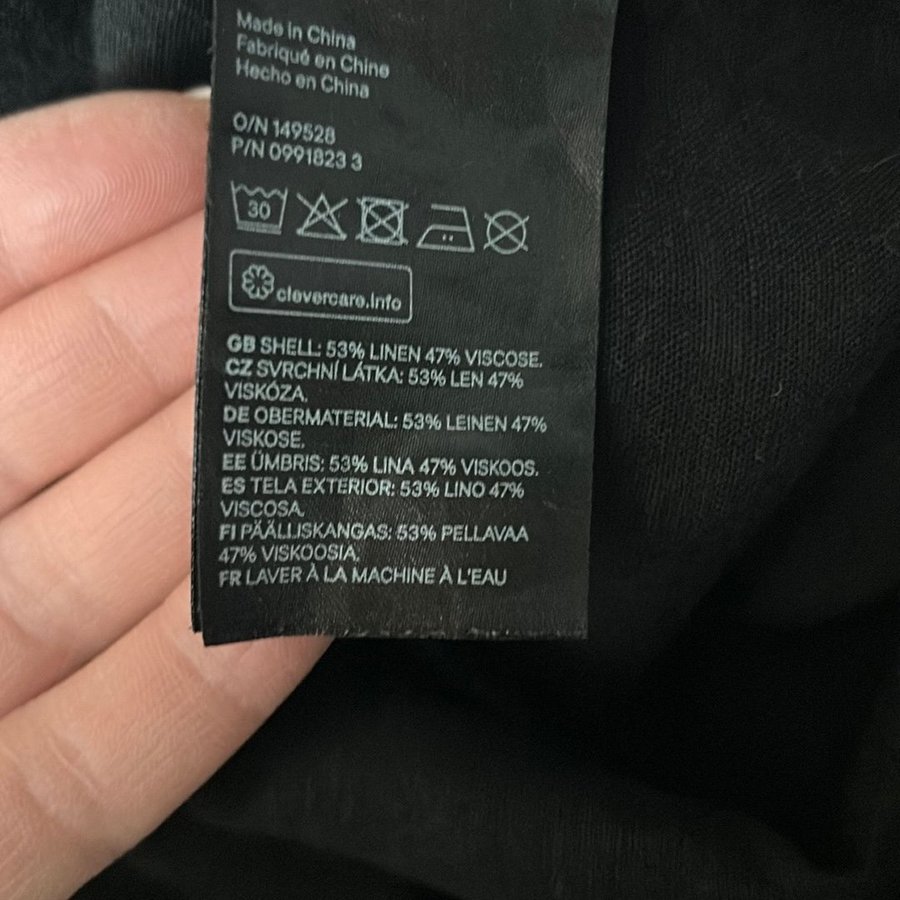 Made in China
Fabriqué en Chine
Hecho en China
O/N 149528
P/N 0991823 3
30
clevercare.info
GB SHELL: 53% LINEN 47% VISCOSE.
CZ SVRCHNÍ LÁTKA: 53% LEN 47%
VISKÓZA.
DE OBERMATERIAL: 53% LEINEN 47%
VISKOSE.
EE ÜMBRIS: 53% LINA 47% VISKOOS.
ES TELA EXTERIOR: 53% LINO 47%
VISCOSA.
FI PÄÄLLISKANGAS: 53% PELLAVAA
47% VISKOOSIA.
FR LAVER À LA MACHINE À L'EAU